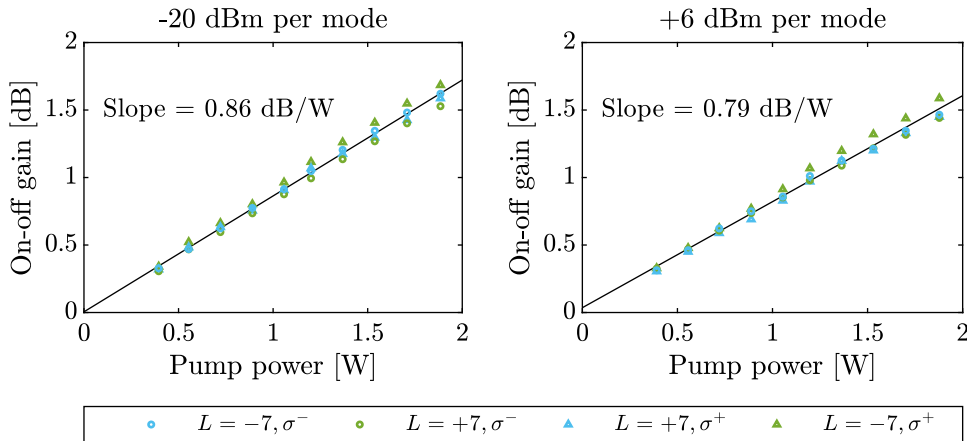 -20 dBm per mode
+6 dBm per mode
On-off gain [dB]
2
1.5
1
0.5
0
Slope = 0.86 dB/W
0
0.5
1
1.5
2
Pump power [W]
On-off gain [dB]
2
1.5
1
0.5
0
Slope = 0.79 dB/W
0
0.5
1
1.5
2
Pump power [W]
L = −7, σ⁻
L = +7, σ⁻
L = +7, σ⁺
L = −7, σ⁺